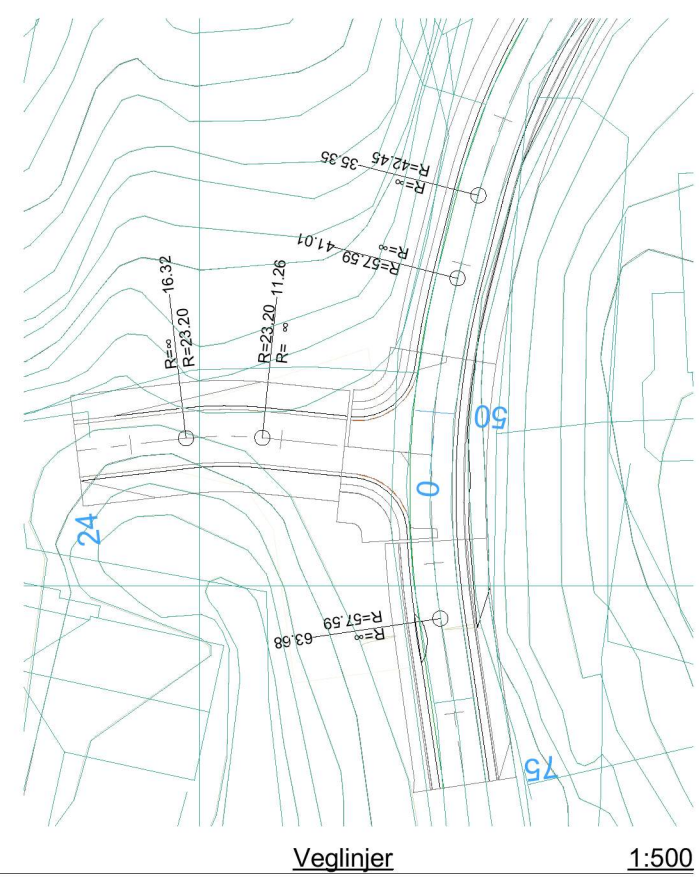 35.35
R=42.45
R=∞
41.01
R=57.59
R=∞
16.32
R=∞
R=23.20
11.26
R=23.20
R= ∞
50
0
24
63.68
R=57.59
R=∞
75
Veglinjer
1:500